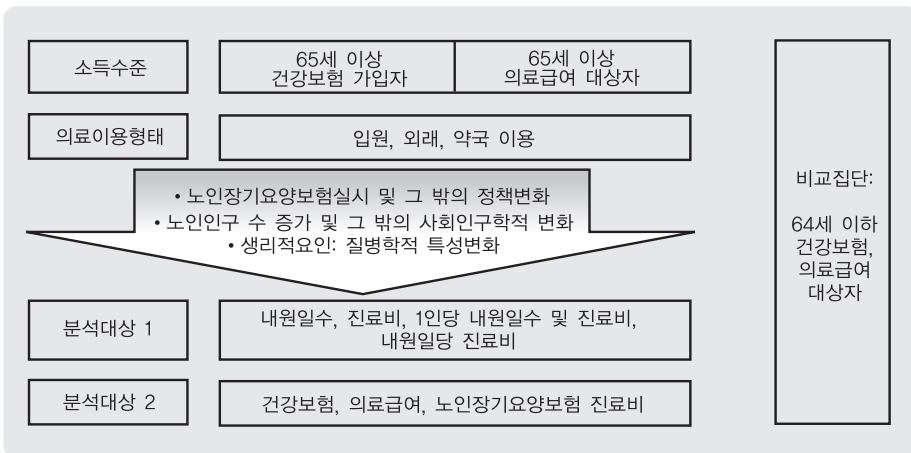 소득수준
65세 이상
건강보험 가입자
65세 이상
의료급여 대상자
의료이용형태
입원, 외래, 약국 이용
• 노인장기요양보험실시 및 그 밖의 정책변화
• 노인인구 수 증가 및 그 밖의 사회인구학적 변화
• 생리적요인: 질병학적 특성변화
분석대상 1
내원일수, 진료비, 1인당 내원일수 및 진료비,
내원일당 진료비
분석대상 2
건강보험, 의료급여, 노인장기요양보험 진료비
비교집단:
64세 이하
건강보험,
의료급여
대상자